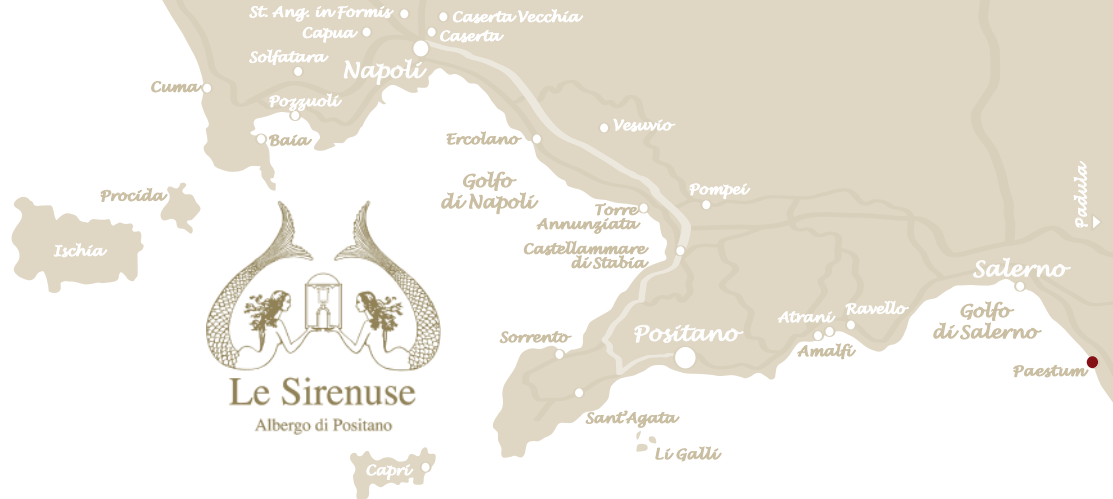 St. Ang. in Formis
Caserta Vecchia
Capua
Caserta
Solfatara
Napoli
Cuma
Pozzuoli
Vesuvio
Baia
Ercolano
Procida
Golfo
di Napoli
Pompei
Padula
Torre
Annunziata
Ischia
Castellammare
di Stabia
Salerno
Golfo
di Salerno
Ravello
Atrani
Amalfi
Positano
Sorrento
Paestum
Le Sirenuse
Albergo di Positano
Sant'Agata
Li Galli
Capri